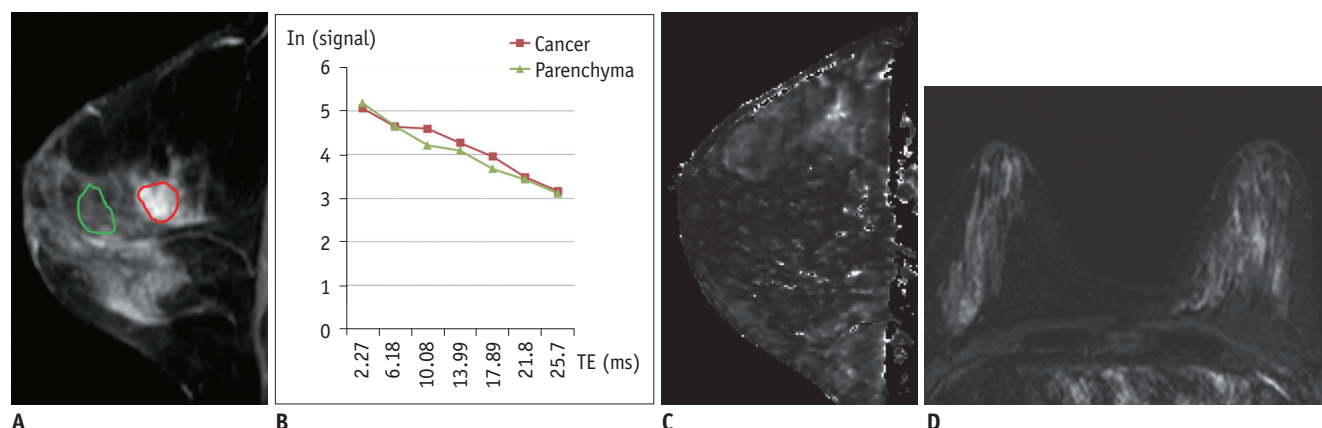 In (signal)
Cancer
Parenchyma
6
5
4
3
2
1
0
2.27
6.18
10.08
13.99
17.89
21.8
25.7
TE (ms)
A
B
C
D